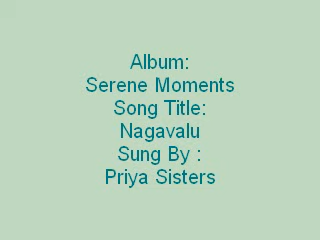 Album:
Serene Moments
Song Title:
Nagavalu
Sung By :
Priya Sisters